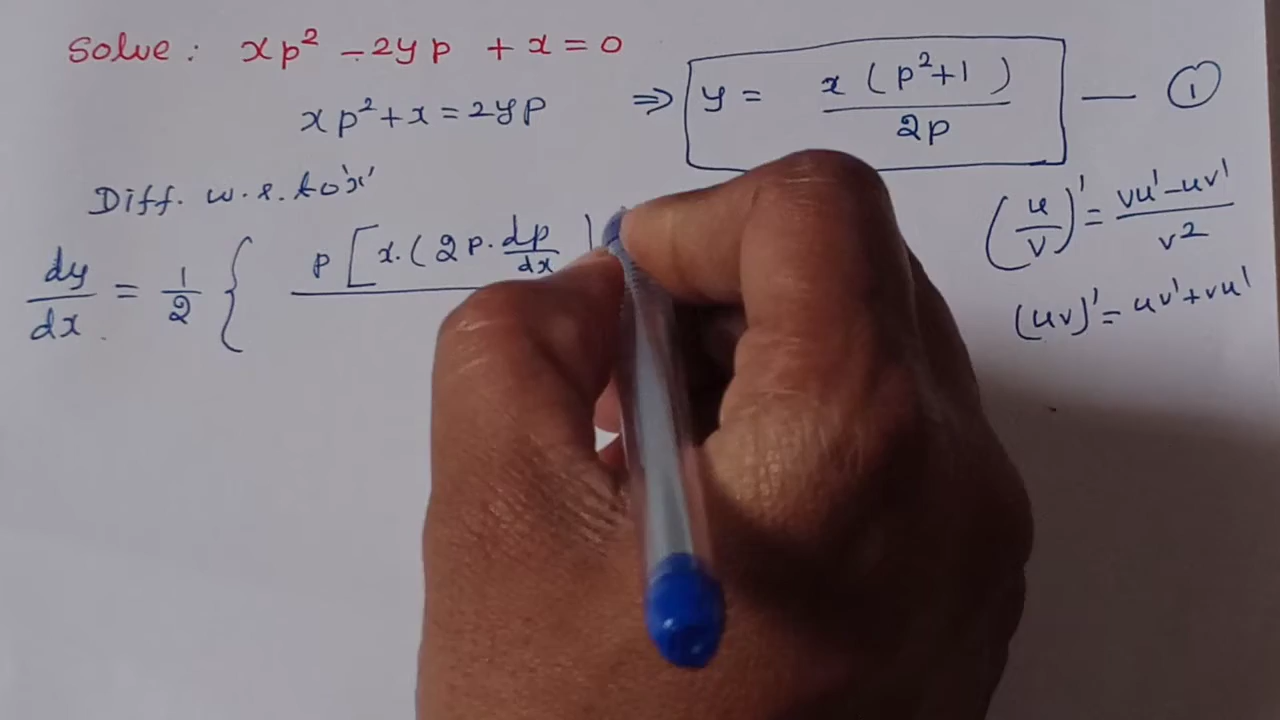 Solve : xp² - 2yp + x = 0
xp² + x = 2yp ⇒ y = x(p²+1)/2p — ①
Diff. w.r.to 'x'
(u/v)' = (vu' - uv')/v²
dy/dx = 1/2 { p[x.(2p.dp/dx)
(uv)' = uv' + vu'